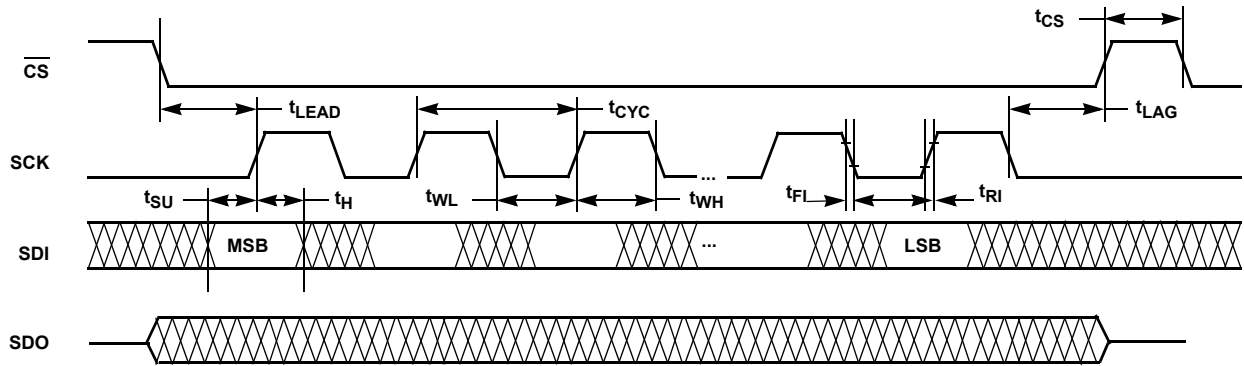 tCS
CS
tLEAD
tCYC
tLAG
SCK
...
tSU
tH
tWL
tWH
tFI
tRI
SDI
MSB
...
LSB
SDO